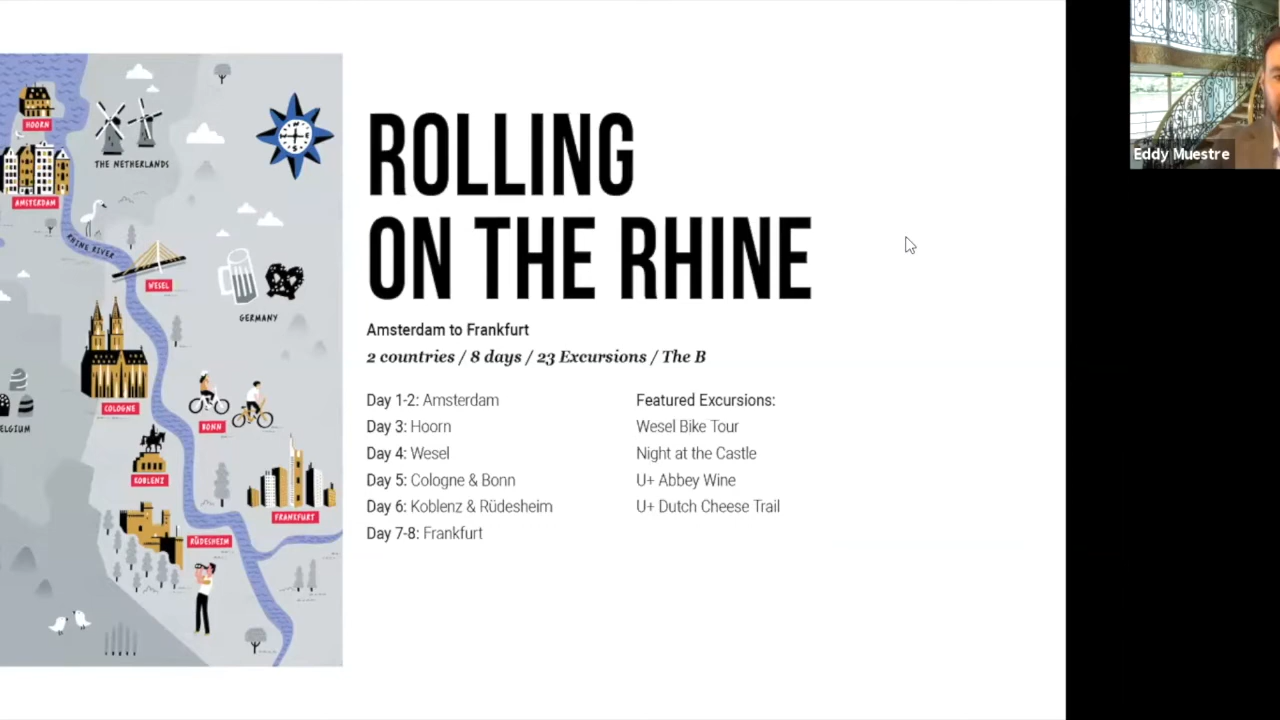 HOORN
THE NETHERLANDS
AMSTERDAM
RHINE RIVER
WESEL
GERMANY
COLOGNE
BONN
ELGIUM
KOBLENZ
FRANKFURT
RÜDESHEIM
N
E
S
ROLLING
ON THE RHINE
Amsterdam to Frankfurt
2 countries / 8 days / 23 Excursions / The B
Day 1-2: Amsterdam
Day 3: Hoorn
Day 4: Wesel
Day 5: Cologne & Bonn
Day 6: Koblenz & Rüdesheim
Day 7-8: Frankfurt
Featured Excursions:
Wesel Bike Tour
Night at the Castle
U+ Abbey Wine
U+ Dutch Cheese Trail
Eddy Muestre